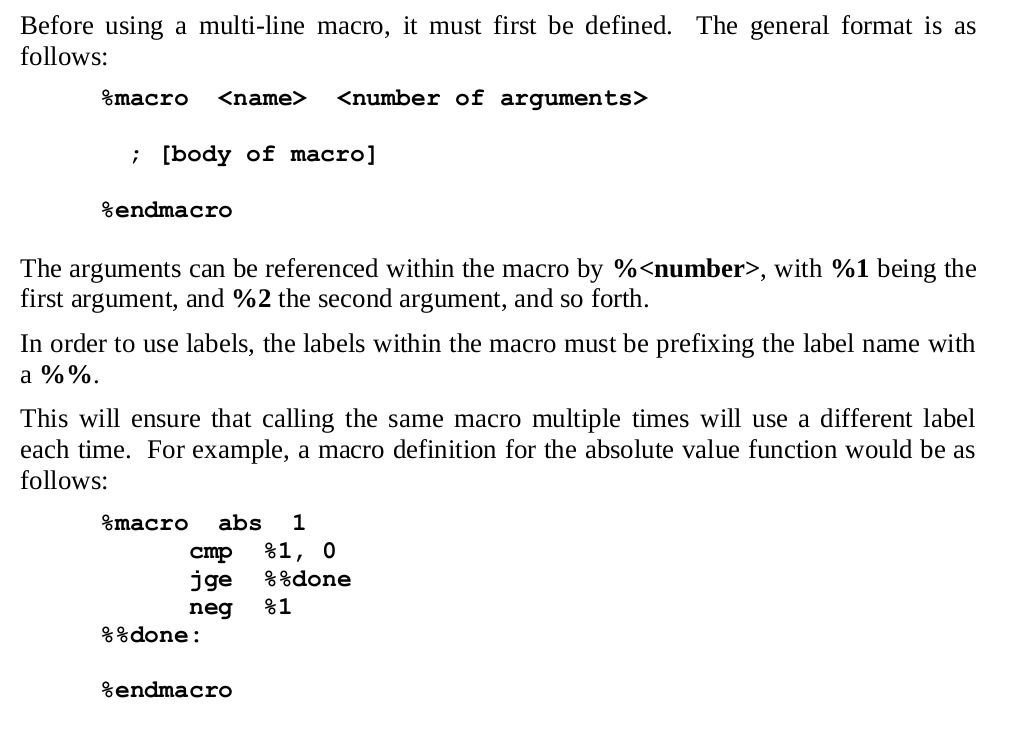 Before using a multi-line macro, it must first be defined. The general format is as
follows:
%macro <name> <number of arguments>
; [body of macro]
%endmacro
The arguments can be referenced within the macro by %<number>, with %1 being the
first argument, and %2 the second argument, and so forth.
In order to use labels, the labels within the macro must be prefixing the label name with
a %%.
This will ensure that calling the same macro multiple times will use a different label
each time. For example, a macro definition for the absolute value function would be as
follows:
%macro abs 1
cmp %1, 0
jge %%done
neg %1
%%done:
%endmacro